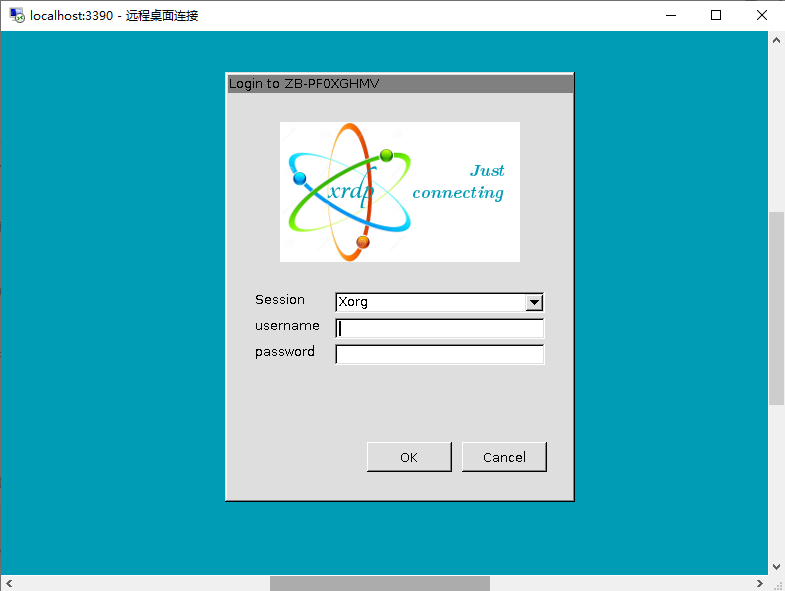 localhost:3390 - 远程桌面连接
Login to ZB-PF0XGHMV
xrdp
Just
connecting
Session
Xorg
username
password
OK
Cancel